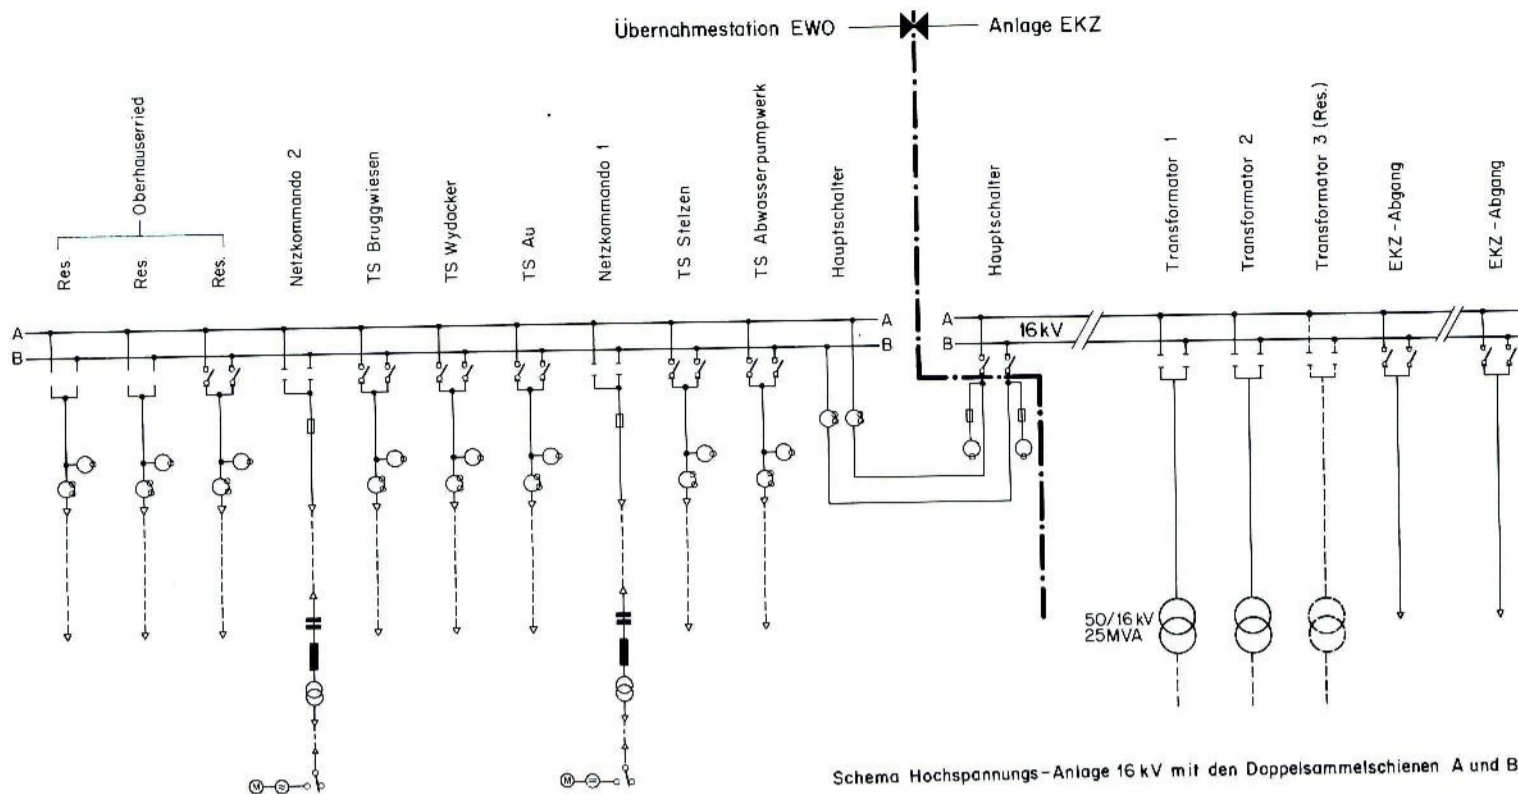 Übernahmestation EWO
Anlage EKZ
Oberhauserried
Res.
Res.
Res.
Netzkommando 2
TS Bruggwiesen
TS Wydacker
TS Au
Netzkommando 1
TS Stelzen
TS Abwasserpumpwerk
Hauptschalter
Hauptschalter
Transformator 1
Transformator 2
Transformator 3 (Res.)
EKZ-Abgang
EKZ-Abgang
A
B
A
B
A
B
16 kV
50/16 kV
25 MVA
M
M
Schema Hochspannungs-Anlage 16 kV mit den Doppelsammelschienen A und B